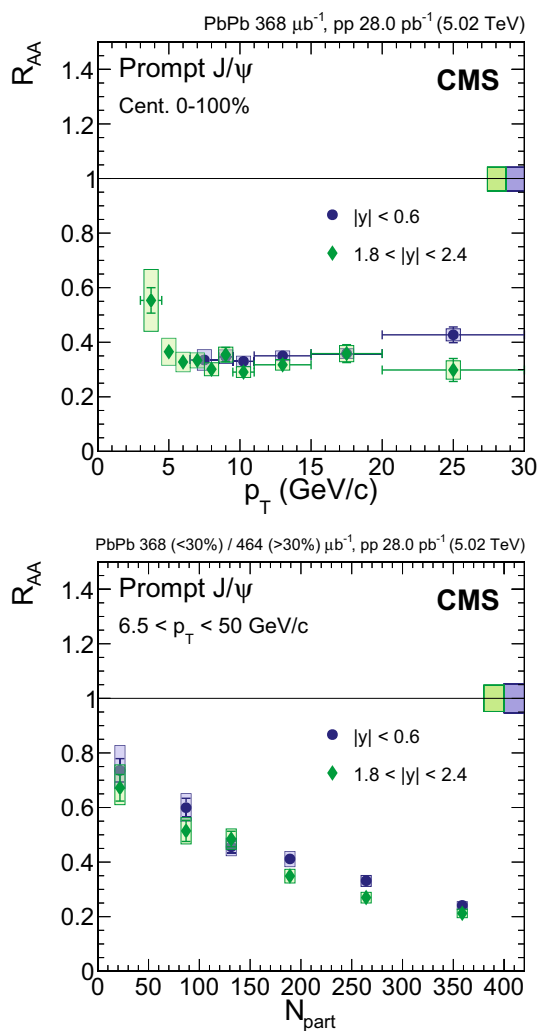 PbPb 368 μb⁻¹, pp 28.0 pb⁻¹ (5.02 TeV)
R_AA
1.4
1.2
1
0.8
0.6
0.4
0.2
0
Prompt J/ψ
CMS
Cent. 0-100%
|y| < 0.6
1.8 < |y| < 2.4
0 5 10 15 20 25 30
p_T (GeV/c)
PbPb 368 (<30%) / 464 (>30%) μb⁻¹, pp 28.0 pb⁻¹ (5.02 TeV)
R_AA
1.4
1.2
1
0.8
0.6
0.4
0.2
0
Prompt J/ψ
CMS
6.5 < p_T < 50 GeV/c
|y| < 0.6
1.8 < |y| < 2.4
0 50 100 150 200 250 300 350 400
N_part